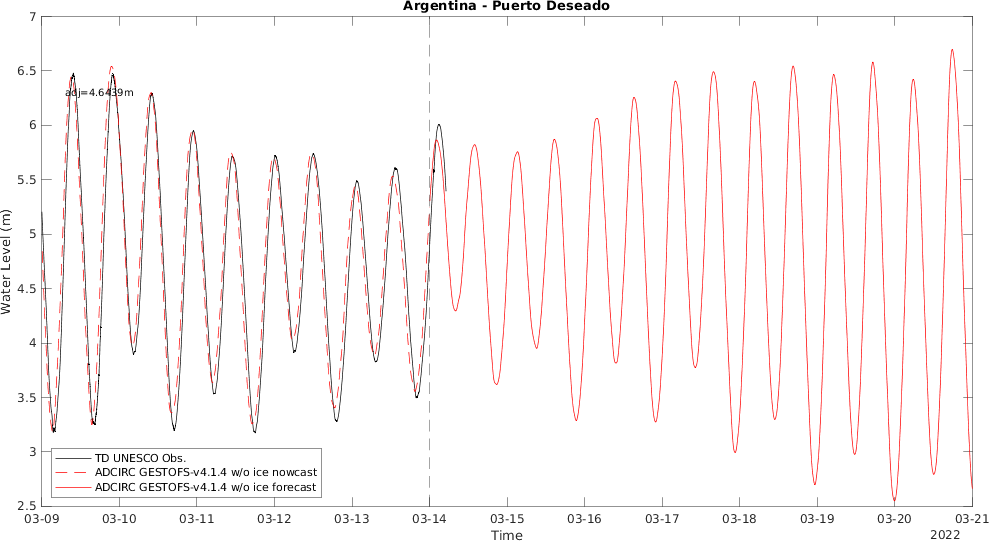 Argentina - Puerto Deseado
7
6.5
6
5.5
5
4.5
4
3.5
3
2.5
Water Level (m)
adj=4.6439m
TD UNESCO Obs.
ADCIRC GESTOFS-v4.1.4 w/o ice nowcast
ADCIRC GESTOFS-v4.1.4 w/o ice forecast
03-09 03-10 03-11 03-12 03-13 03-14 03-15 03-16 03-17 03-18 03-19 03-20 03-21
Time
2022